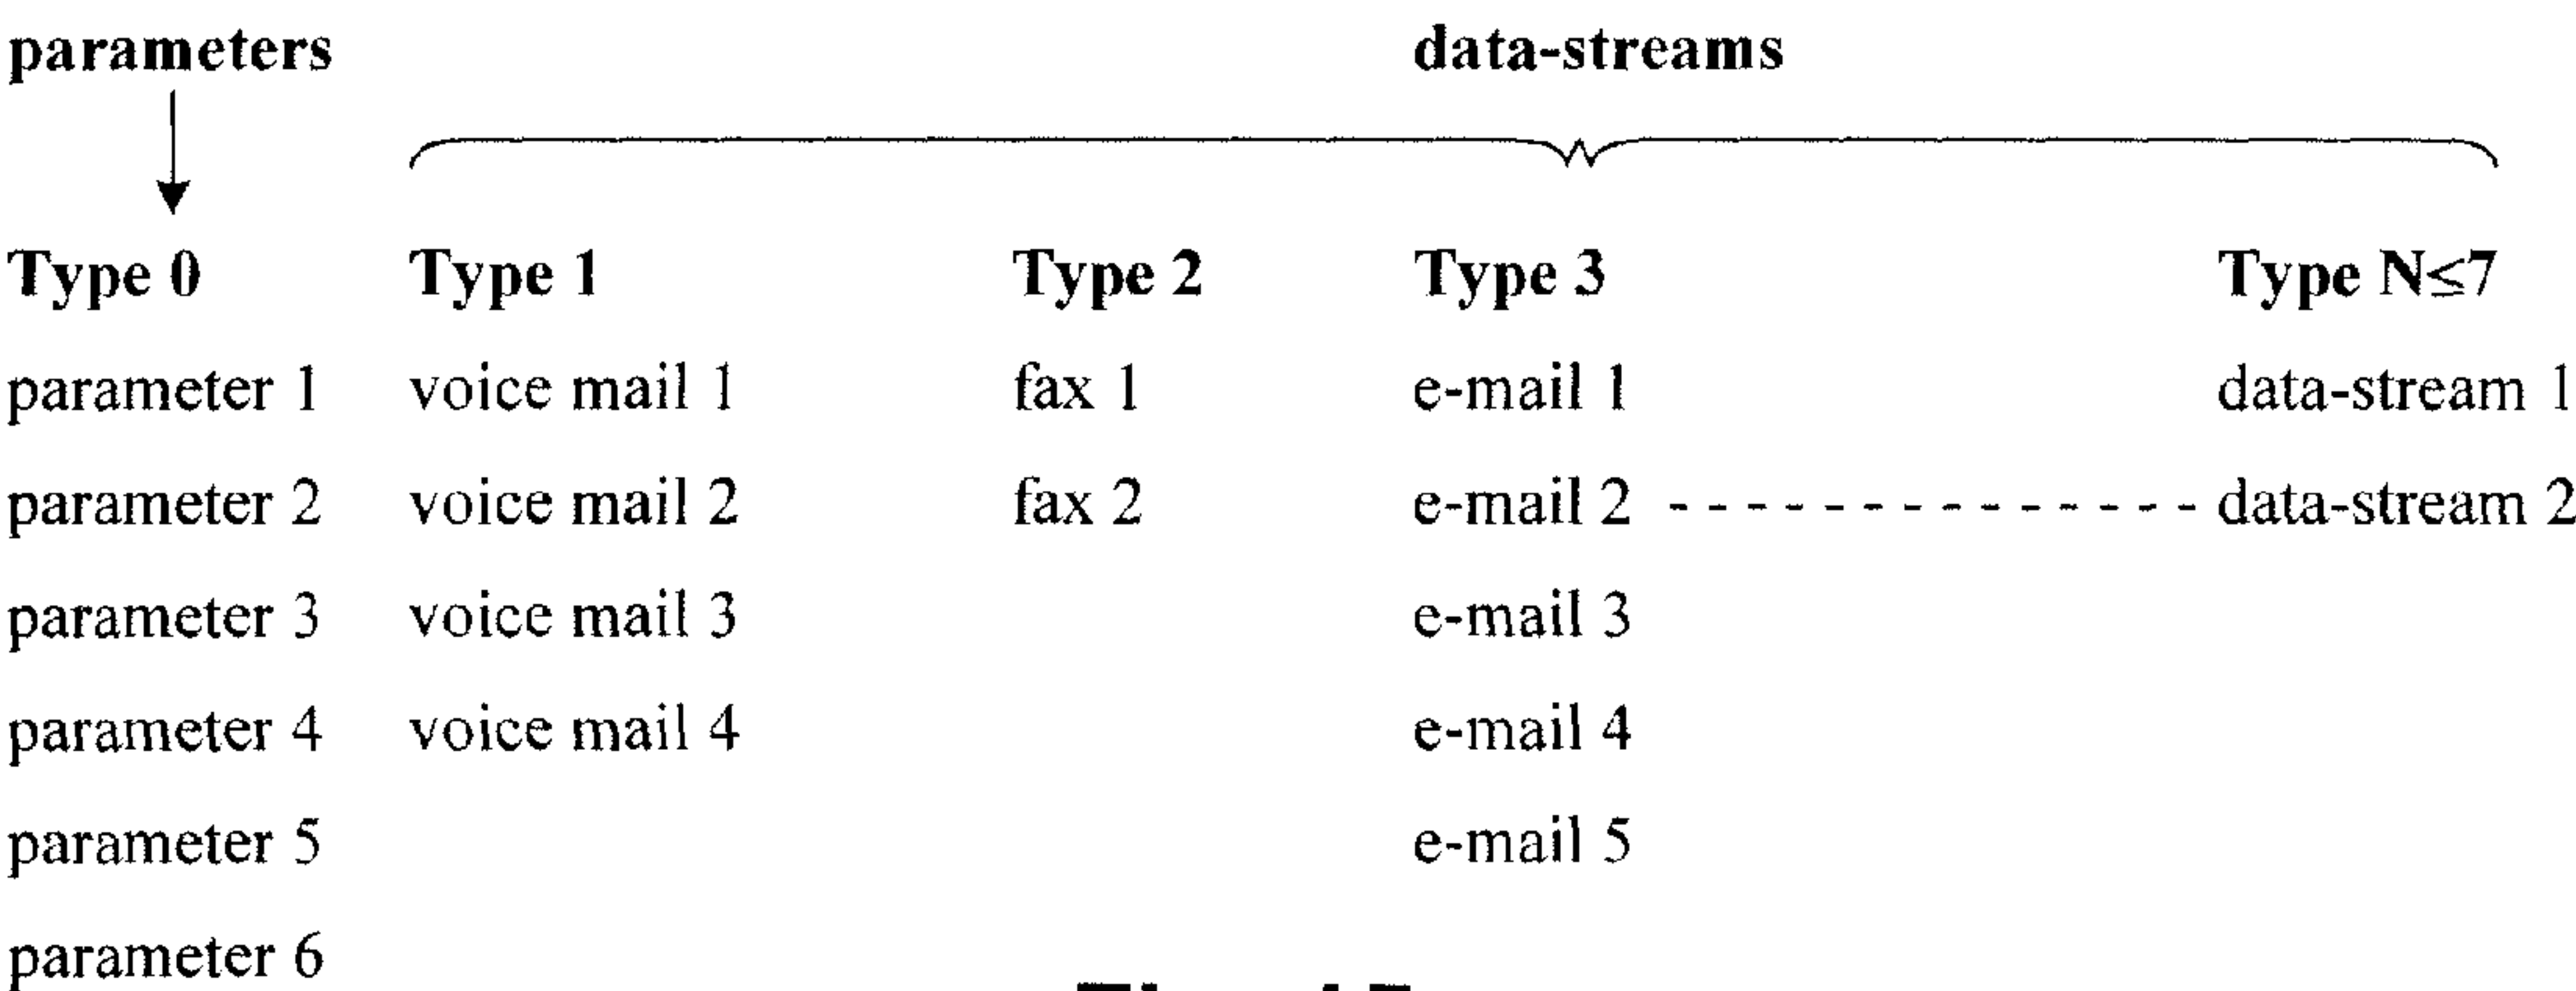 parameters data-streams
Type 0 Type 1 Type 2 Type 3 Type N≤7
parameter 1 voice mail 1 fax 1 e-mail 1 data-stream 1
parameter 2 voice mail 2 fax 2 e-mail 2 - - - - - - - - - - - - - - data-stream 2
parameter 3 voice mail 3 e-mail 3
parameter 4 voice mail 4 e-mail 4
parameter 5 e-mail 5
parameter 6